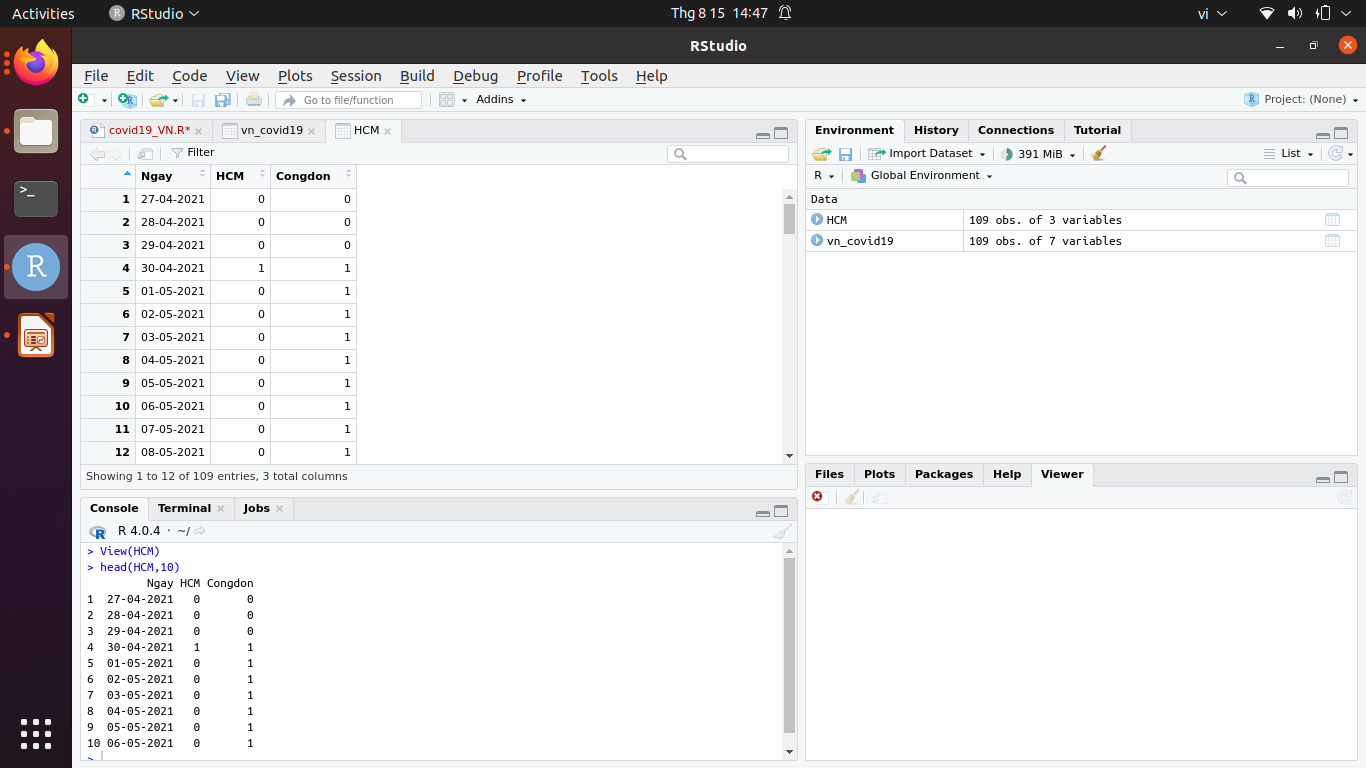 Activities RStudio Thg 8 15 14:47 vi
RStudio
File Edit Code View Plots Session Build Debug Profile Tools Help
Go to file/function Addins Project: (None)
covid19_VN.R* vn_covid19 HCM
Filter
Ngay HCM Congdon
1 27-04-2021 0 0
2 28-04-2021 0 0
3 29-04-2021 0 0
4 30-04-2021 1 1
5 01-05-2021 0 1
6 02-05-2021 0 1
7 03-05-2021 0 1
8 04-05-2021 0 1
9 05-05-2021 0 1
10 06-05-2021 0 1
11 07-05-2021 0 1
12 08-05-2021 0 1
Showing 1 to 12 of 109 entries, 3 total columns
Console Terminal Jobs
R 4.0.4 · ~/
> View(HCM)
> head(HCM,10)
Ngay HCM Congdon
1 27-04-2021 0 0
2 28-04-2021 0 0
3 29-04-2021 0 0
4 30-04-2021 1 1
5 01-05-2021 0 1
6 02-05-2021 0 1
7 03-05-2021 0 1
8 04-05-2021 0 1
9 05-05-2021 0 1
10 06-05-2021 0 1
>
Environment History Connections Tutorial
Import Dataset 391 MiB List
R Global Environment
Data
HCM 109 obs. of 3 variables
vn_covid19 109 obs. of 7 variables
Files Plots Packages Help Viewer